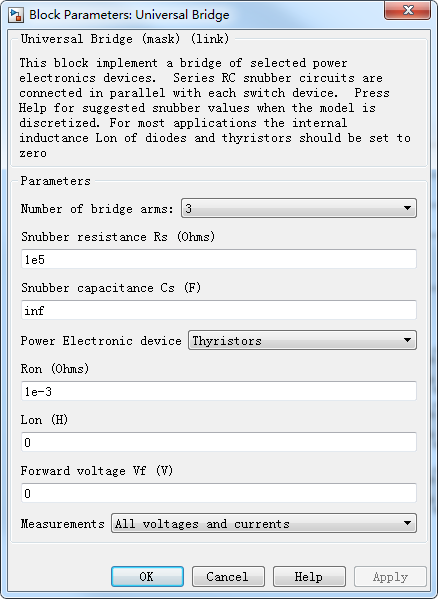 Block Parameters: Universal Bridge
Universal Bridge (mask) (link)
This block implement a bridge of selected power
electronics devices.  Series RC snubber circuits are
connected in parallel with each switch device.  Press
Help for suggested snubber values when the model is
discretized. For most applications the internal
inductance Lon of diodes and thyristors should be set to
zero
Parameters
Number of bridge arms: 3
Snubber resistance Rs (Ohms)
1e5
Snubber capacitance Cs (F)
inf
Power Electronic device Thyristors
Ron (Ohms)
1e-3
Lon (H)
0
Forward voltage Vf (V)
0
Measurements All voltages and currents
OK Cancel Help Apply